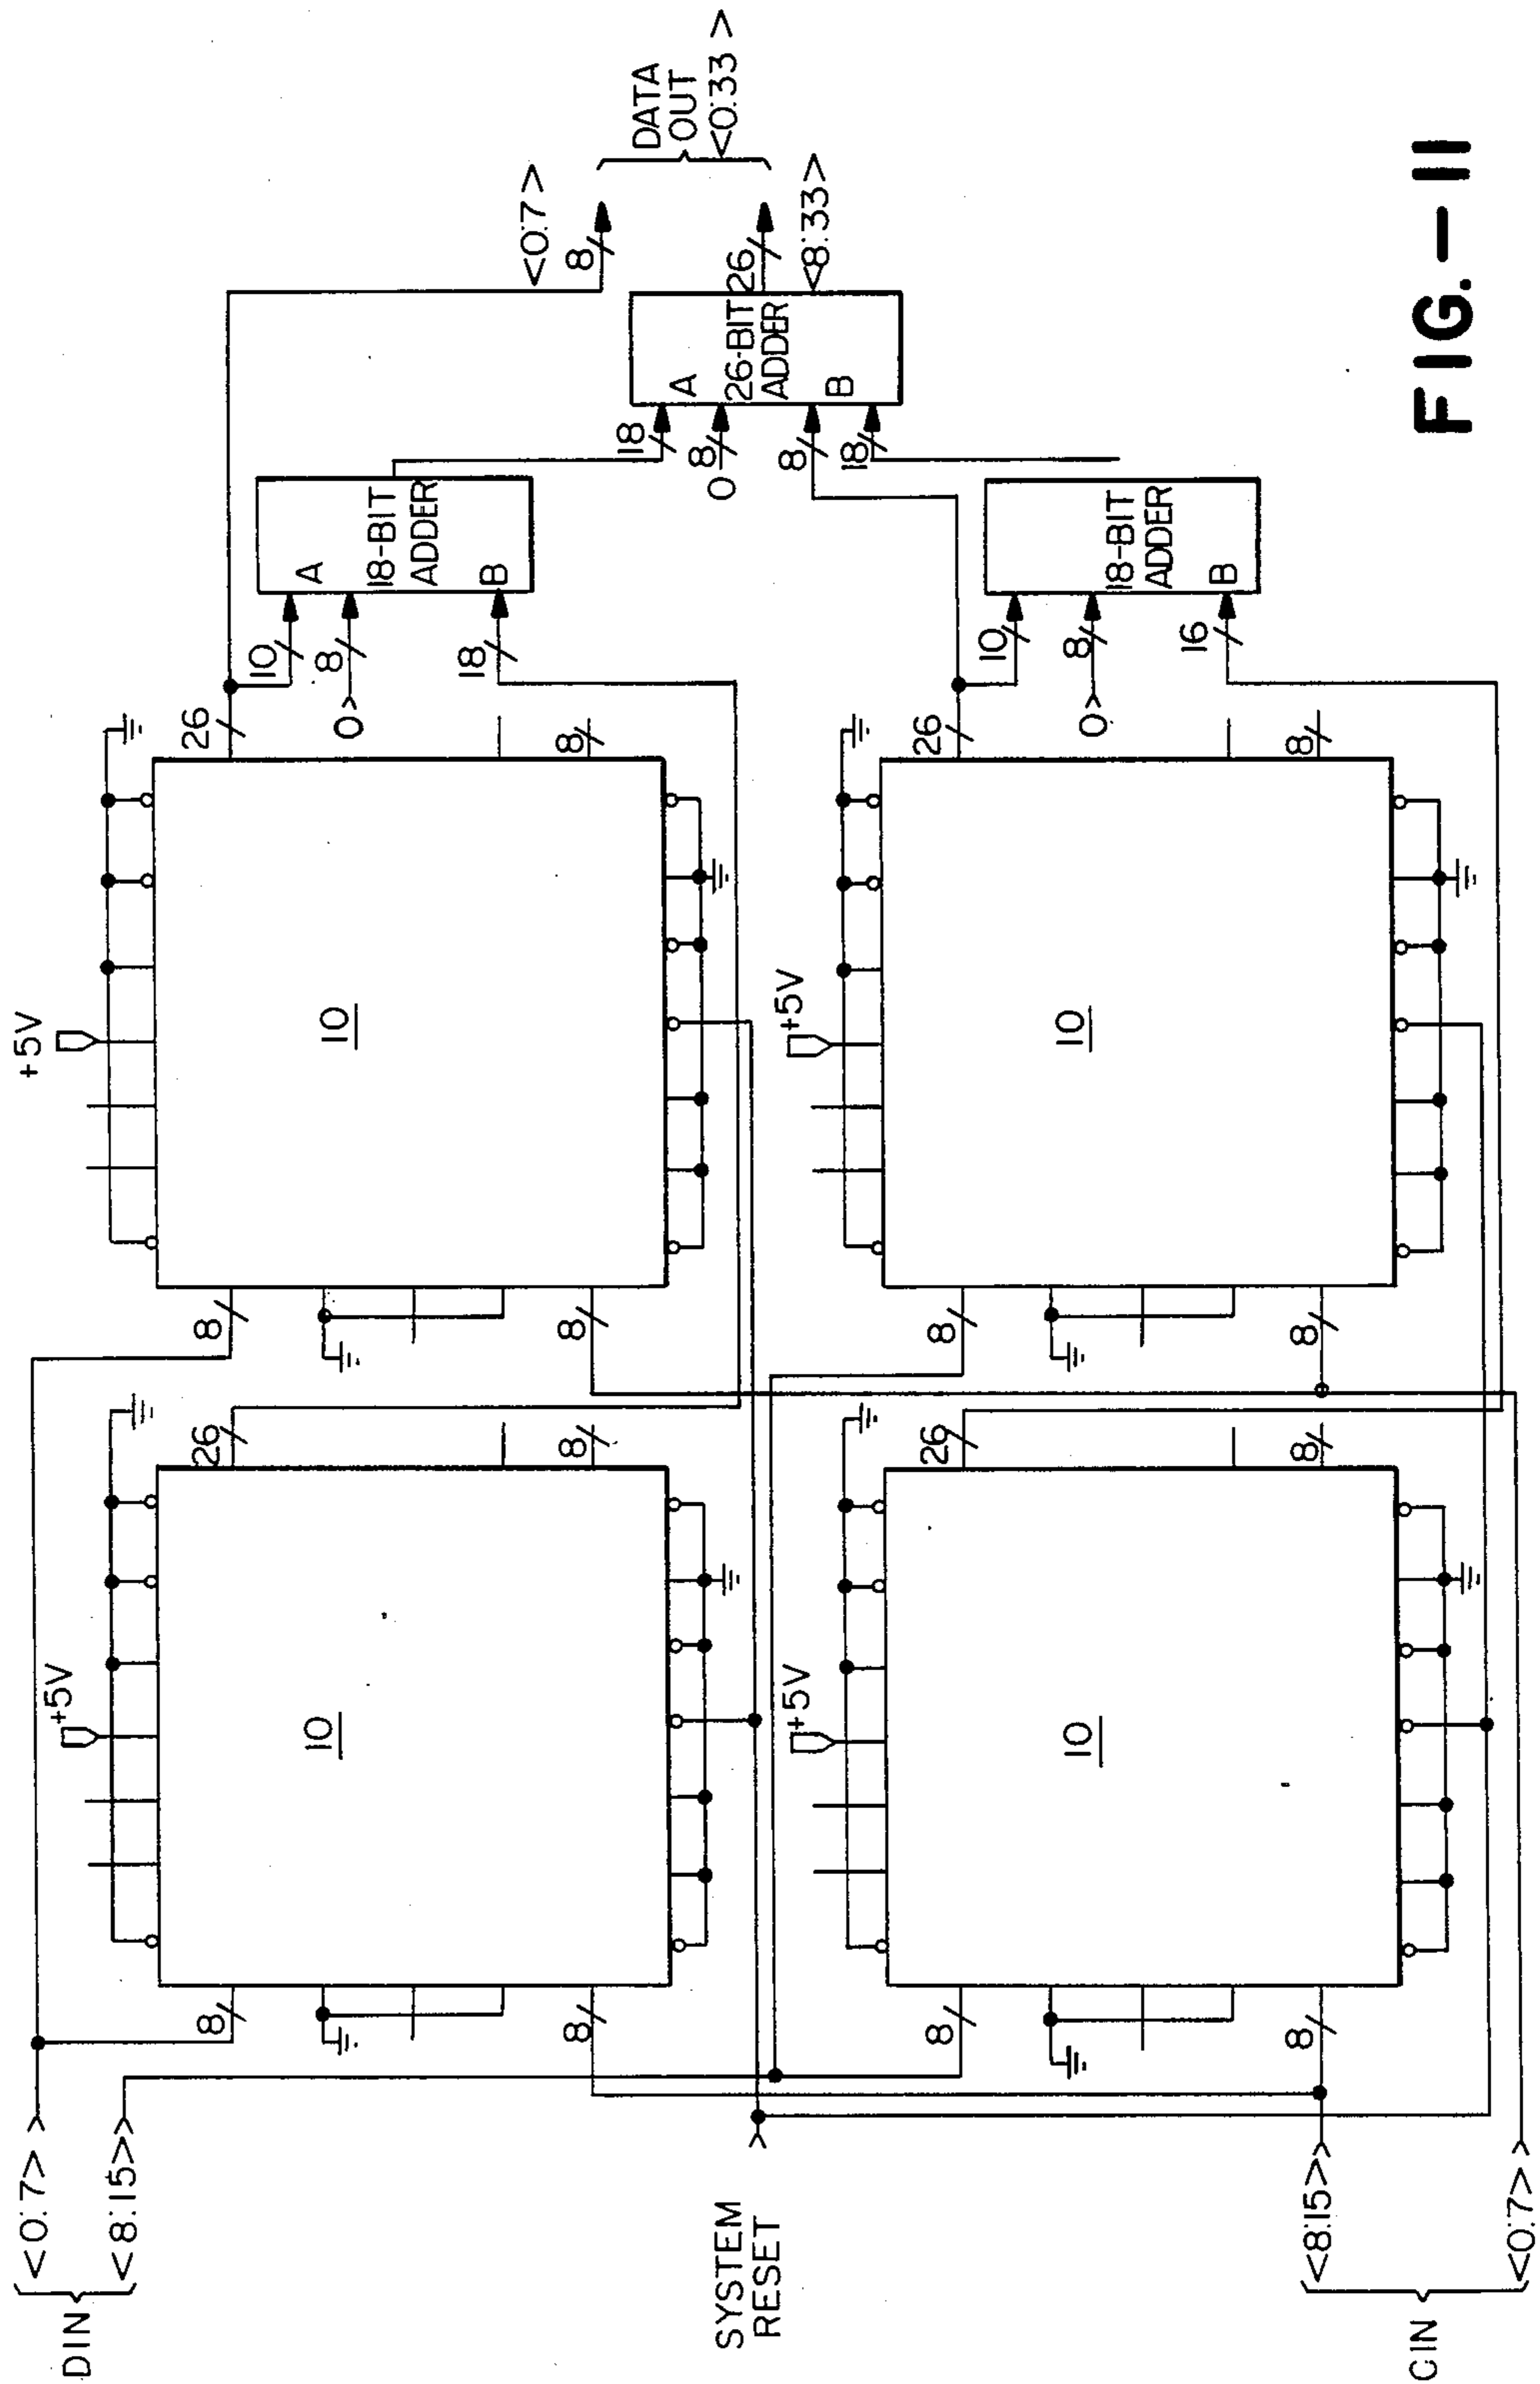 DIN
<0:7>
<8:15>
SYSTEM
RESET
CIN
<8:15>
<0:7>
+5V
+5V
+5V
+5V
10
10
10
10
8
8
8
8
8
8
8
8
26
8
26
8
26
8
26
8
10
8
0
18
A
18-BIT
ADDER
B
10
8
0
16
A
18-BIT
ADDER
B
18
8
0
8
18
A
26-BIT
ADDER
B
<0:7>
8
26
<8:33>
DATA
OUT
<0:33>
FIG.-11